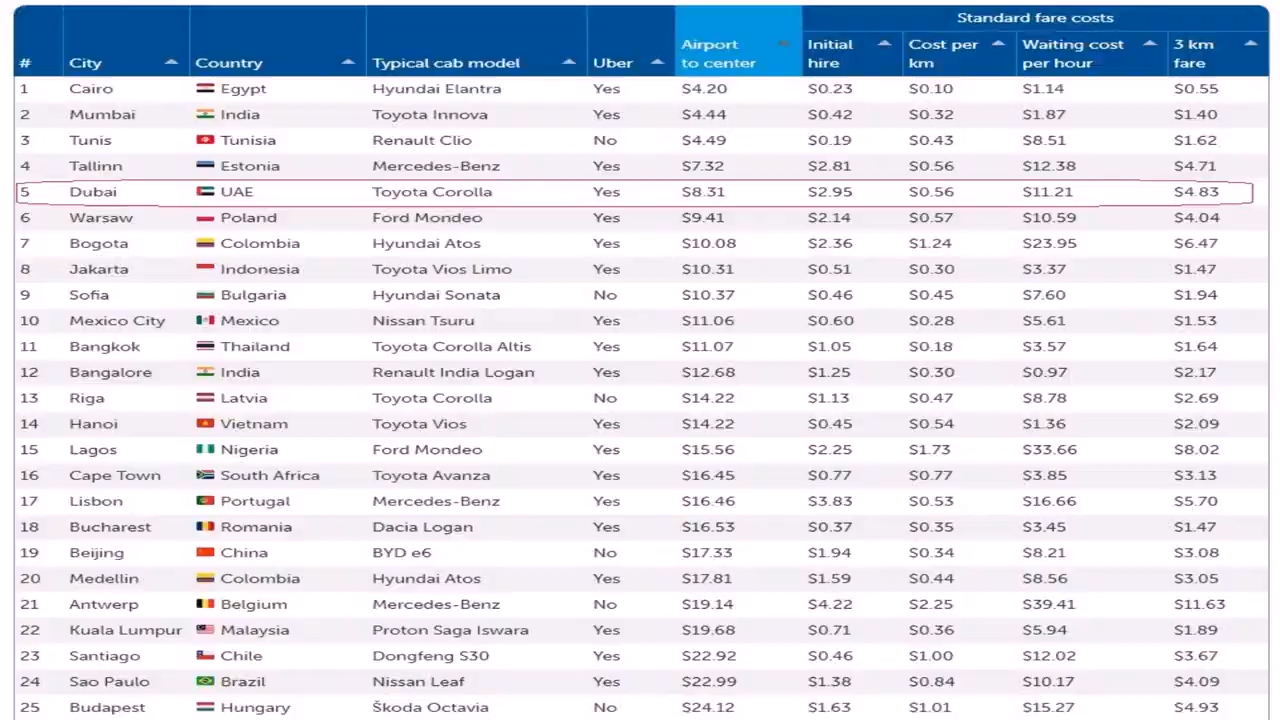 Standard fare costs
# City Country Typical cab model Uber Airport to center Initial hire Cost per km Waiting cost per hour 3 km fare
1 Cairo Egypt Hyundai Elantra Yes $4.20 $0.23 $0.10 $1.14 $0.55
2 Mumbai India Toyota Innova Yes $4.44 $0.42 $0.32 $1.87 $1.40
3 Tunis Tunisia Renault Clio No $4.49 $0.19 $0.43 $8.51 $1.62
4 Tallinn Estonia Mercedes-Benz Yes $7.32 $2.81 $0.56 $12.38 $4.71
5 Dubai UAE Toyota Corolla Yes $8.31 $2.95 $0.56 $11.21 $4.83
6 Warsaw Poland Ford Mondeo Yes $9.41 $2.14 $0.57 $10.59 $4.04
7 Bogota Colombia Hyundai Atos Yes $10.08 $2.36 $1.24 $23.95 $6.47
8 Jakarta Indonesia Toyota Vios Limo Yes $10.31 $0.51 $0.30 $3.37 $1.47
9 Sofia Bulgaria Hyundai Sonata No $10.37 $0.46 $0.45 $7.60 $1.94
10 Mexico City Mexico Nissan Tsuru Yes $11.06 $0.60 $0.28 $5.61 $1.53
11 Bangkok Thailand Toyota Corolla Altis Yes $11.07 $1.05 $0.18 $3.57 $1.64
12 Bangalore India Renault India Logan Yes $12.68 $1.25 $0.30 $0.97 $2.17
13 Riga Latvia Toyota Corolla No $14.22 $1.13 $0.47 $8.78 $2.69
14 Hanoi Vietnam Toyota Vios Yes $14.22 $0.45 $0.54 $1.36 $2.09
15 Lagos Nigeria Ford Mondeo Yes $15.56 $2.25 $1.73 $33.66 $8.02
16 Cape Town South Africa Toyota Avanza Yes $16.45 $0.77 $0.77 $3.85 $3.13
17 Lisbon Portugal Mercedes-Benz Yes $16.46 $3.83 $0.53 $16.66 $5.70
18 Bucharest Romania Dacia Logan Yes $16.53 $0.37 $0.35 $3.45 $1.47
19 Beijing China BYD e6 No $17.33 $1.94 $0.34 $8.21 $3.08
20 Medellin Colombia Hyundai Atos Yes $17.81 $1.59 $0.44 $8.56 $3.05
21 Antwerp Belgium Mercedes-Benz No $19.14 $4.22 $2.25 $39.41 $11.63
22 Kuala Lumpur Malaysia Proton Saga Iswara Yes $19.68 $0.71 $0.36 $5.94 $1.89
23 Santiago Chile Dongfeng S30 Yes $22.92 $0.46 $1.00 $12.02 $3.67
24 Sao Paulo Brazil Nissan Leaf Yes $22.99 $1.38 $0.84 $10.17 $4.09
25 Budapest Hungary Škoda Octavia No $24.12 $1.63 $1.01 $15.27 $4.93